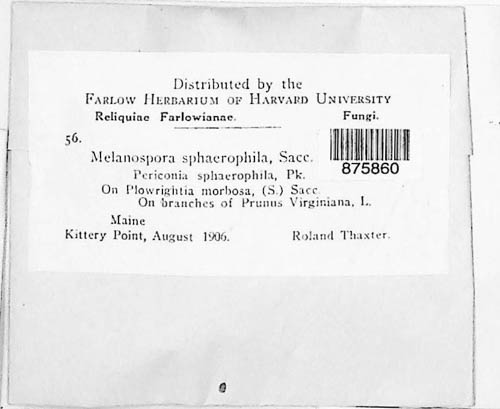 Distributed by the
FARLOW HERBARIUM OF HARVARD UNIVERSITY
Reliquiae Farlowianae. Fungi.
56.
Melanospora sphaerophila, Sacc.
Periconia sphaerophila, Pk.
875860
On Plowrightia morbosa, (S.) Sacc.
On branches of Prunus Virginiana, L.
Maine
Kittery Point, August 1906. Roland Thaxter.